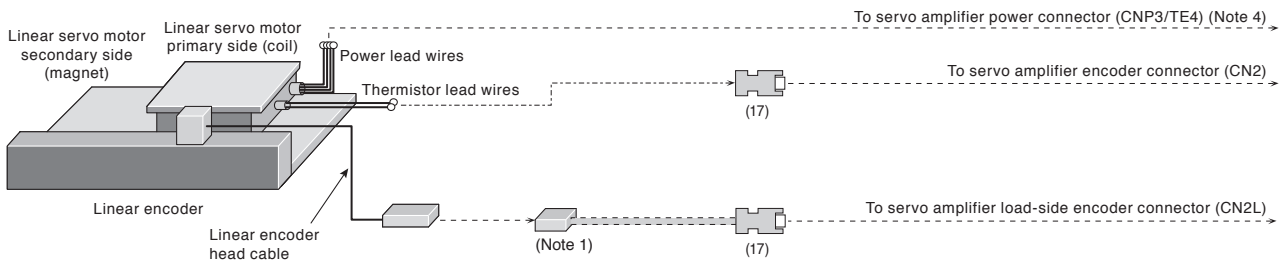 To servo amplifier power connector (CNP3/TE4) (Note 4)
Linear servo motor
secondary side
(magnet)
Linear servo motor
primary side (coil)
Power lead wires
To servo amplifier encoder connector (CN2)
Thermistor lead wires
(17)
To servo amplifier load-side encoder connector (CN2L)
Linear encoder
Linear encoder
head cable
(Note 1)
(17)